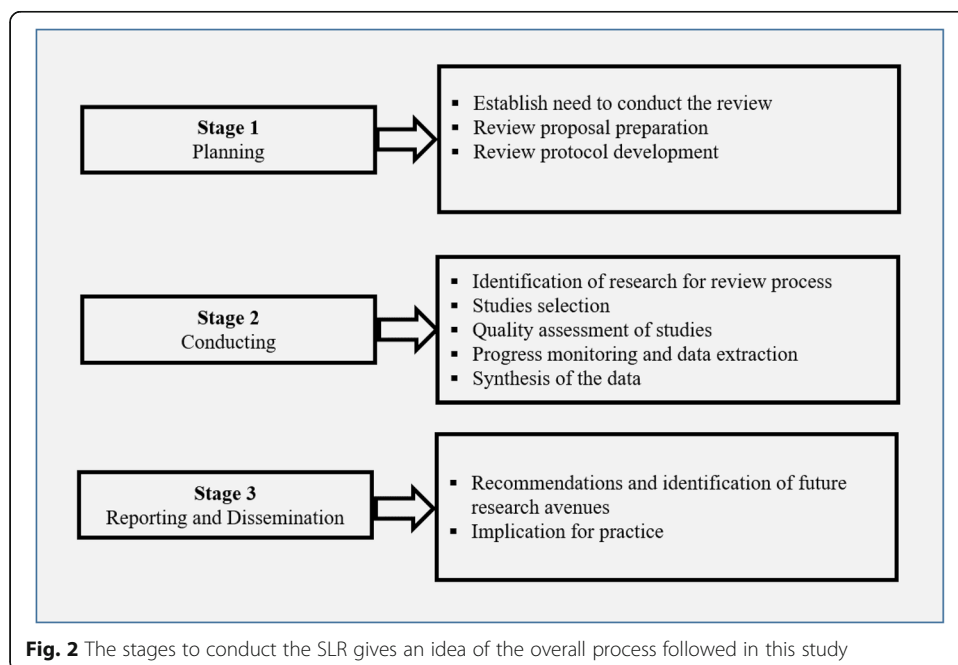 Stage 1
Planning
▪ Establish need to conduct the review
▪ Review proposal preparation
▪ Review protocol development
Stage 2
Conducting
▪ Identification of research for review process
▪ Studies selection
▪ Quality assessment of studies
▪ Progress monitoring and data extraction
▪ Synthesis of the data
Stage 3
Reporting and Dissemination
▪ Recommendations and identification of future
research avenues
▪ Implication for practice
Fig. 2 The stages to conduct the SLR gives an idea of the overall process followed in this study